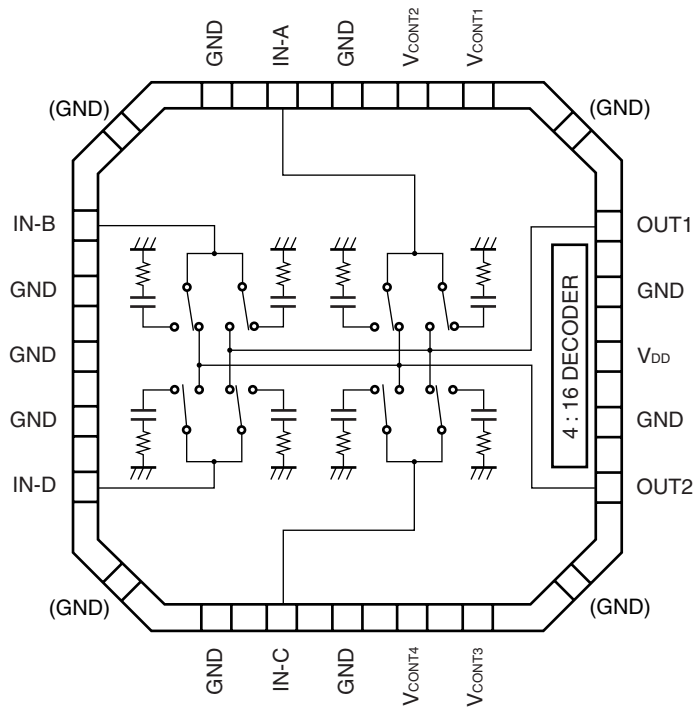 GND
IN-A
GND
VCONT2
VCONT1
(GND)
(GND)
IN-B
GND
GND
GND
IN-D
OUT1
GND
VDD
GND
OUT2
4 : 16 DECODER
(GND)
(GND)
GND
IN-C
GND
VCONT4
VCONT3